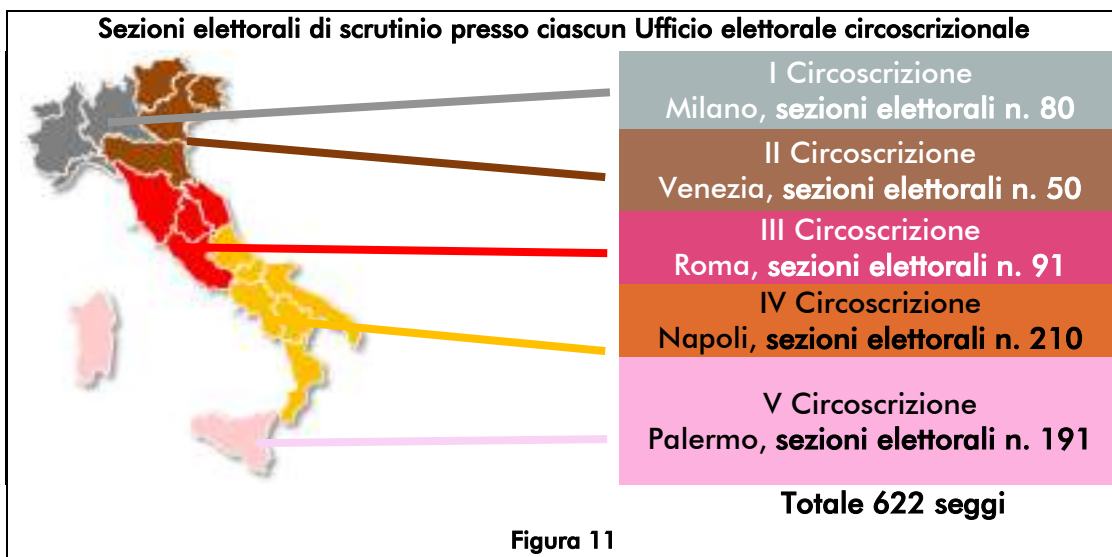 Sezioni elettorali di scrutinio presso ciascun Ufficio elettorale circoscrizionale
I Circoscrizione
Milano, sezioni elettorali n. 80
II Circoscrizione
Venezia, sezioni elettorali n. 50
III Circoscrizione
Roma, sezioni elettorali n. 91
IV Circoscrizione
Napoli, sezioni elettorali n. 210
V Circoscrizione
Palermo, sezioni elettorali n. 191
Totale 622 seggi
Figura 11